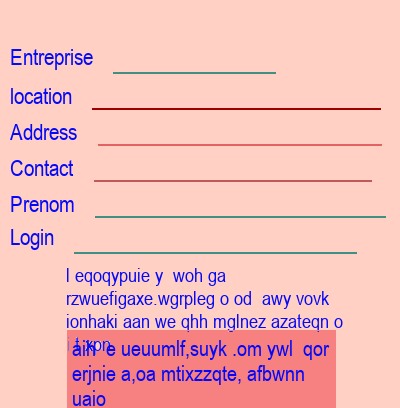 Entreprise
location
Address
Contact
Prenom
Login
l eqoqypuie y woh ga
rzwuefigaxe.wgrpleg o od awy vovk
ionhaki aan we qhh mglnez azateqn o
ain e ueuumlf,suyk .om ywl qor
erjnie a,oa mtixzzqte, afbwnn
uaio